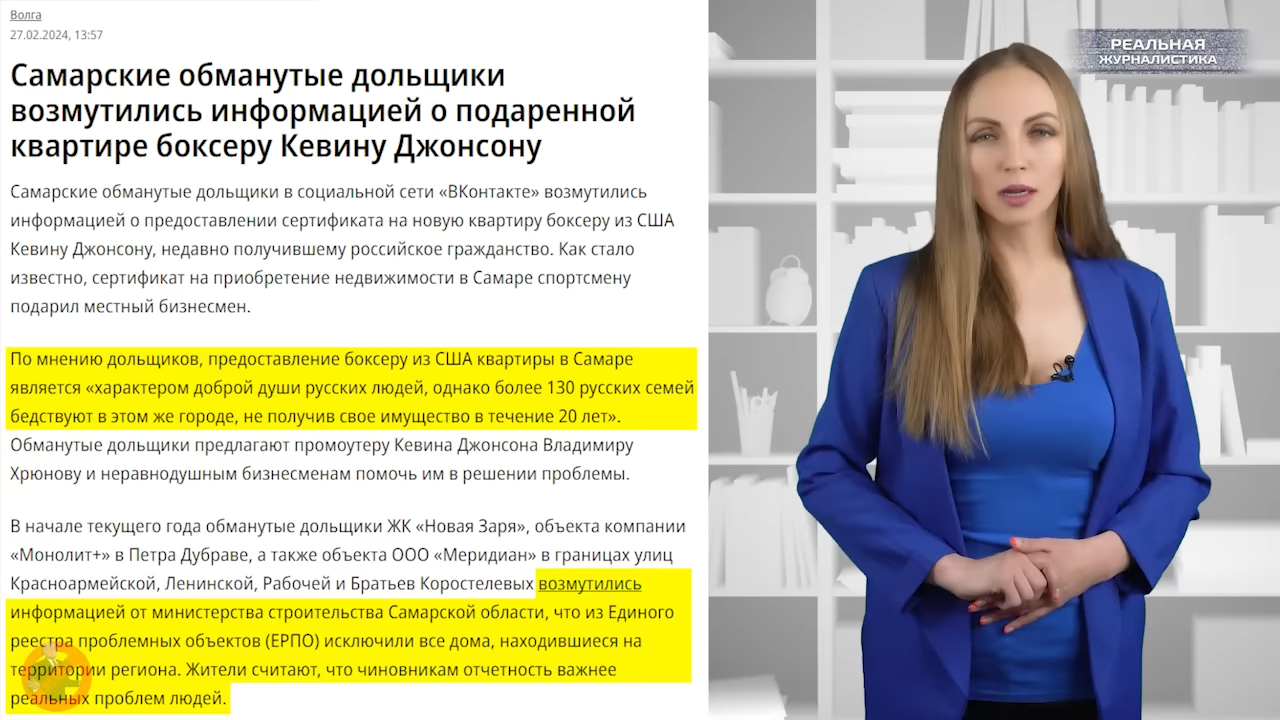 Волга
27.02.2024, 13:57
Самарские обманутые дольщики
возмутились информацией о подаренной
квартире боксеру Кевину Джонсону
Самарские обманутые дольщики в социальной сети «ВКонтакте» возмутились
информацией о предоставлении сертификата на новую квартиру боксеру из США
Кевину Джонсону, недавно получившему российское гражданство. Как стало
известно, сертификат на приобретение недвижимости в Самаре спортсмену
подарил местный бизнесмен.
По мнению дольщиков, предоставление боксеру из США квартиры в Самаре
является «характером доброй души русских людей, однако более 130 русских семей
бедствуют в этом же городе, не получив свое имущество в течение 20 лет».
Обманутые дольщики предлагают промоутеру Кевина Джонсона Владимиру
Хрюнову и неравнодушным бизнесменам помочь им в решении проблемы.
В начале текущего года обманутые дольщики ЖК «Новая Заря», объекта компании
«Монолит+» в Петра Дубраве, а также объекта ООО «Меридиан» в границах улиц
Красноармейской, Ленинской, Рабочей и Братьев Коростелевых возмутились
информацией от министерства строительства Самарской области, что из Единого
реестра проблемных объектов (ЕРПО) исключили все дома, находившиеся на
территории региона. Жители считают, что чиновникам отчетность важнее
реальных проблем людей.
РЕАЛЬНАЯ
ЖУРНАЛИСТИКА